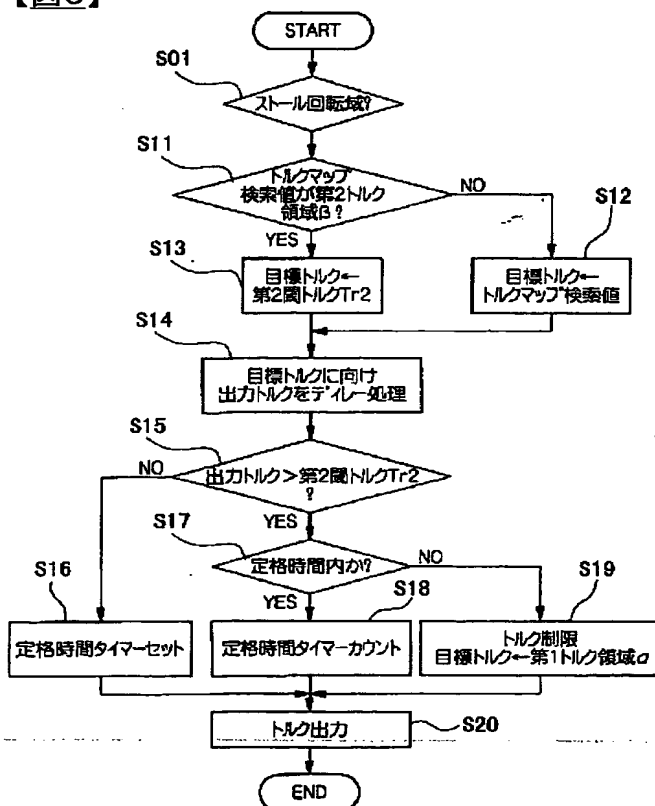 START
S01
ストール回転域?
S11
トルクマップ
検索値が第2トルク
領域β?
NO
S12
YES
S13
目標トルク←
第2閾トルクTr2
目標トルク←
トルクマップ検索値
S14
目標トルクに向け
出力トルクをディレー処理
S15
NO
出力トルク>第2閾トルクTr2
?
YES
S17
定格時間内か?
NO
S16
YES
S18
S19
定格時間タイマーセット
定格時間タイマーカウント
トルク制限
目標トルク←第1トルク領域α
トルク出力
S20
END